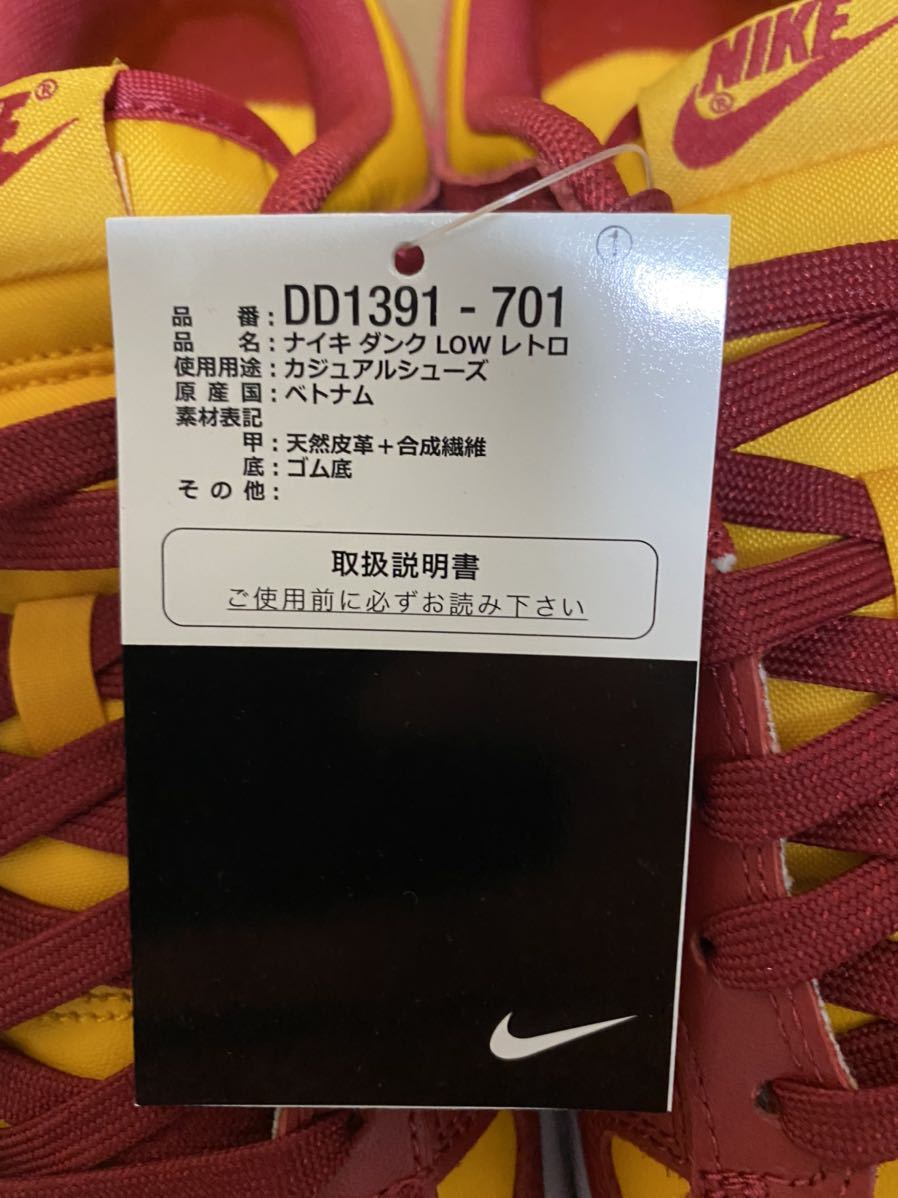 NIKE
®
E®
①
品番:DD1391 - 701
品名:ナイキ ダンク LOW レトロ
使用用途:カジュアルシューズ
原産国:ベトナム
素材表記
甲:天然皮革+合成繊維
底:ゴム底
その他:
取扱説明書
ご使用前に必ずお読み下さい